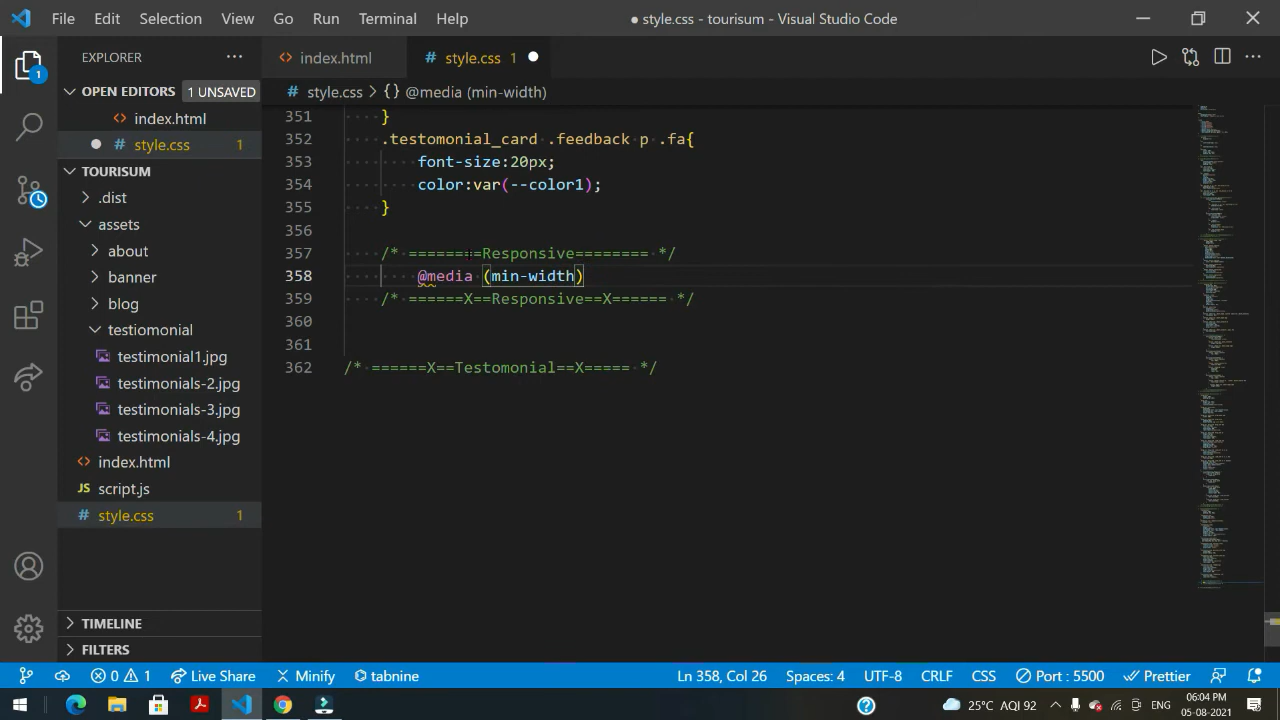 File Edit Selection View Go Run Terminal Help ● style.css - tourisum - Visual Studio Code
EXPLORER
OPEN EDITORS 1 UNSAVED
index.html
style.css 1
TOURISUM
.dist
assets
about
banner
blog
testiomonial
testimonial1.jpg
testimonials-2.jpg
testimonials-3.jpg
testimonials-4.jpg
index.html
JS script.js
# style.css 1
TIMELINE
FILTERS
1
index.html # style.css 1
# style.css > {} @media (min-width)
351 }
352 .testomonial_card .feedback p .fa{
353 font-size:20px;
354 color:var(--color1);
355 }
356
357 /* ========Responsive======== */
358 @media (min-width)
359 /* ======X==Responsive==X====== */
360
361
362 /* ======X==Testomonial==X===== */
0 1 Live Share Minify tabnine Ln 358, Col 26 Spaces: 4 UTF-8 CRLF CSS Port : 5500 Prettier
25°C AQI 92 ENG 06:04 PM
05-08-2021